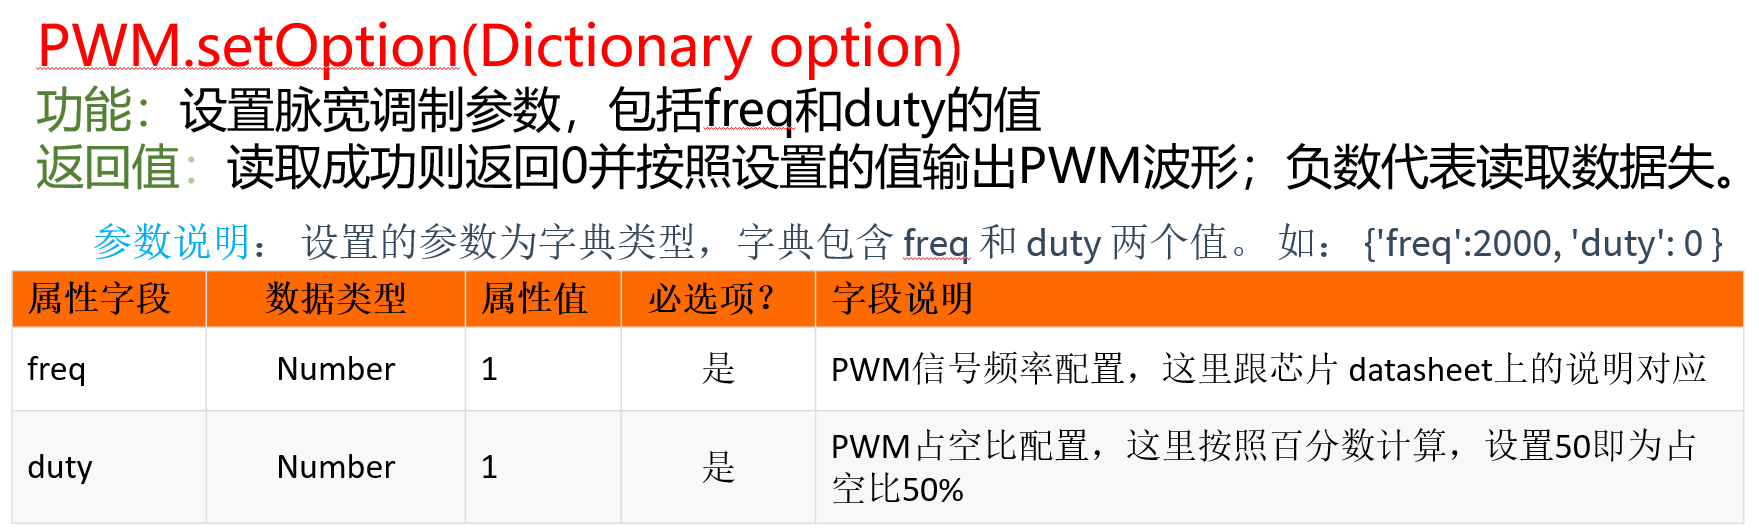 PWM.setOption(Dictionary option)
功能：设置脉宽调制参数，包括freq和duty的值
返回值：读取成功则返回0并按照设置的值输出PWM波形；负数代表读取数据失。
参数说明： 设置的参数为字典类型，字典包含 freq 和 duty 两个值。 如： {'freq':2000, 'duty': 0 }
属性字段 数据类型 属性值 必选项? 字段说明
freq Number 1 是 PWM信号频率配置，这里跟芯片 datasheet上的说明对应
duty Number 1 是 PWM占空比配置，这里按照百分数计算，设置50即为占
空比50%